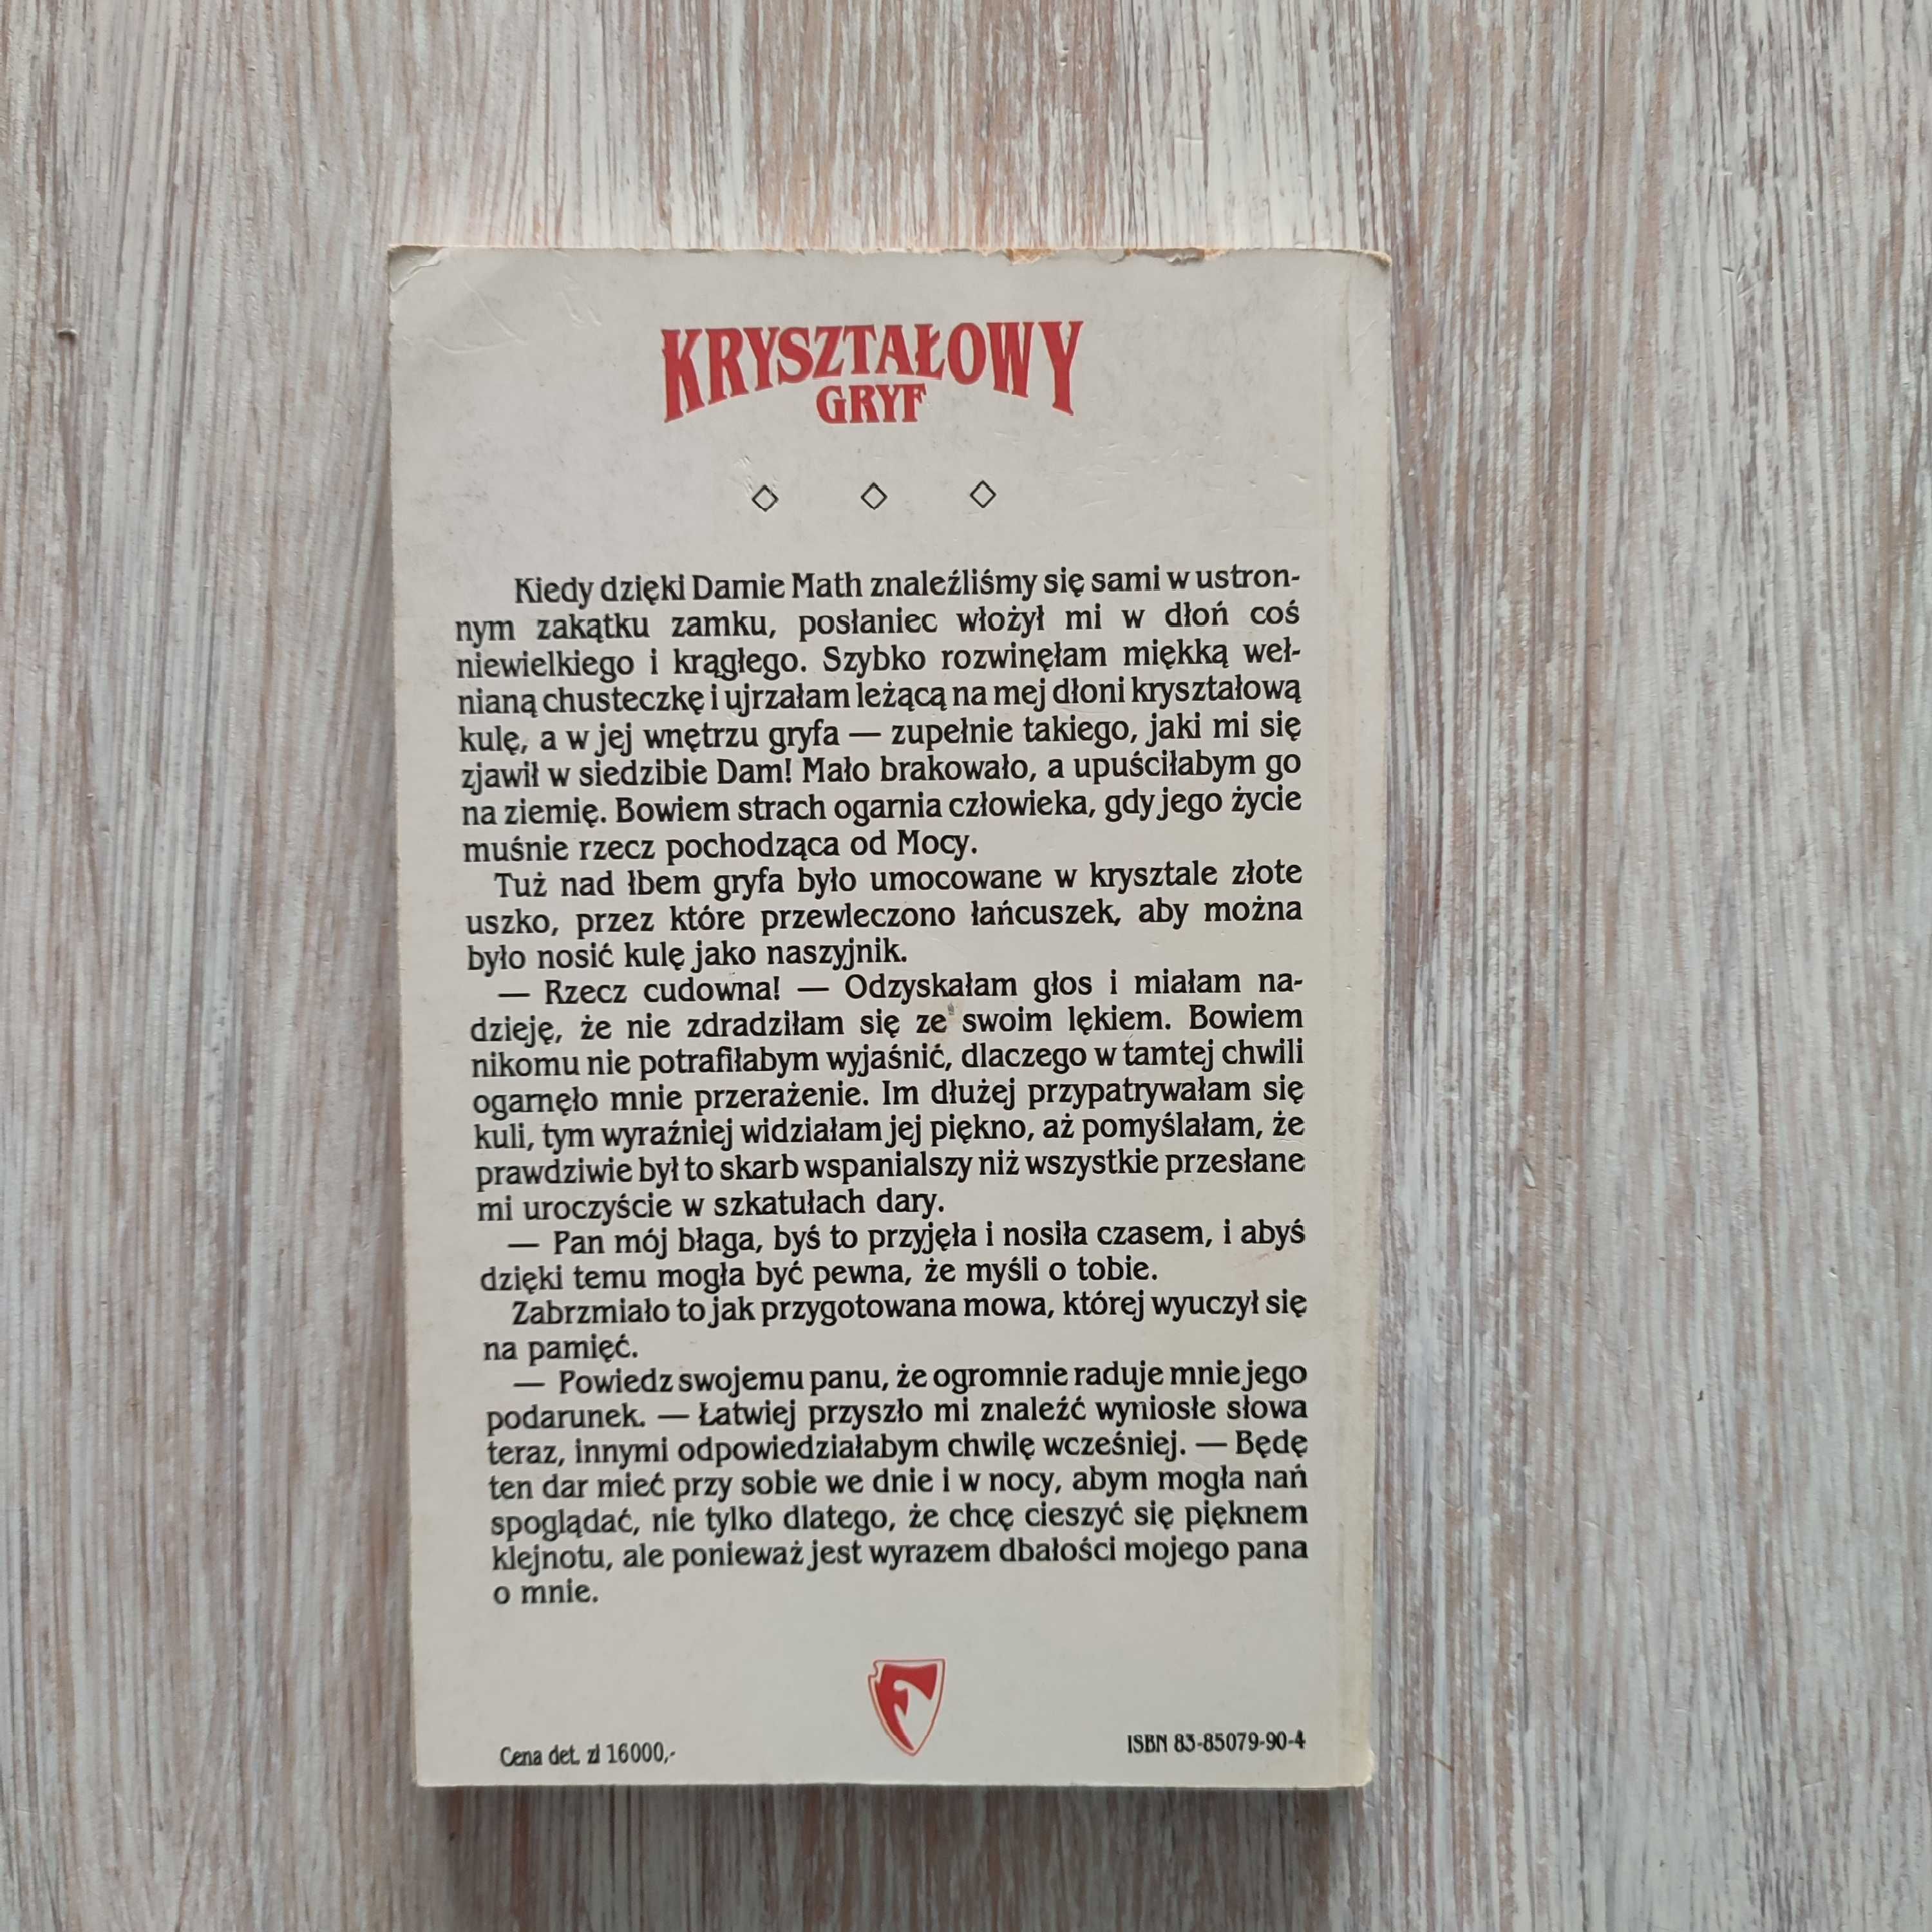 KRYSZTAŁOWY
GRYF
Kiedy dzięki Damie Math znaleźliśmy się sami w ustron-
nym zakątku zamku, posłaniec włożył mi w dłoń coś
niewielkiego i krągłego. Szybko rozwinęłam miękką weł-
nianą chusteczkę i ujrzałam leżącą na mej dłoni kryształową
kulę, a w jej wnętrzu gryfa — zupełnie takiego, jaki mi się
zjawił w siedzibie Dam! Mało brakowało, a upuściłabym go
na ziemię. Bowiem strach ogarnia człowieka, gdy jego życie
muśnie rzecz pochodząca od Mocy.
Tuż nad łbem gryfa było umocowane w krysztale złote
uszko, przez które przewleczono łańcuszek, aby można
było nosić kulę jako naszyjnik.
— Rzecz cudowna! — Odzyskałam głos i miałam na-
dzieję, że nie zdradziłam się ze swoim lękiem. Bowiem
nikomu nie potrafiłabym wyjaśnić, dlaczego w tamtej chwili
ogarnęło mnie przerażenie. Im dłużej przypatrywałam się
kuli, tym wyraźniej widziałam jej piękno, aż pomyślałam, że
prawdziwie był to skarb wspanialszy niż wszystkie przesłane
mi uroczyście w szkatułach dary.
— Pan mój błaga, byś to przyjęła i nosiła czasem, i abyś
dzięki temu mogła być pewna, że myśli o tobie.
Zabrzmiało to jak przygotowana mowa, której wyuczył się
na pamięć.
— Powiedz swojemu panu, że ogromnie raduje mnie jego
podarunek. — Łatwiej przyszło mi znaleźć wyniosłe słowa
teraz, innymi odpowiedziałabym chwilę wcześniej. — Będę
ten dar mieć przy sobie we dnie i w nocy, abym mogła nań
spoglądać, nie tylko dlatego, że chcę cieszyć się pięknem
klejnotu, ale ponieważ jest wyrazem dbałości mojego pana
o mnie.
F
Cena det. zł 16000,-
ISBN 83-85079-90-4